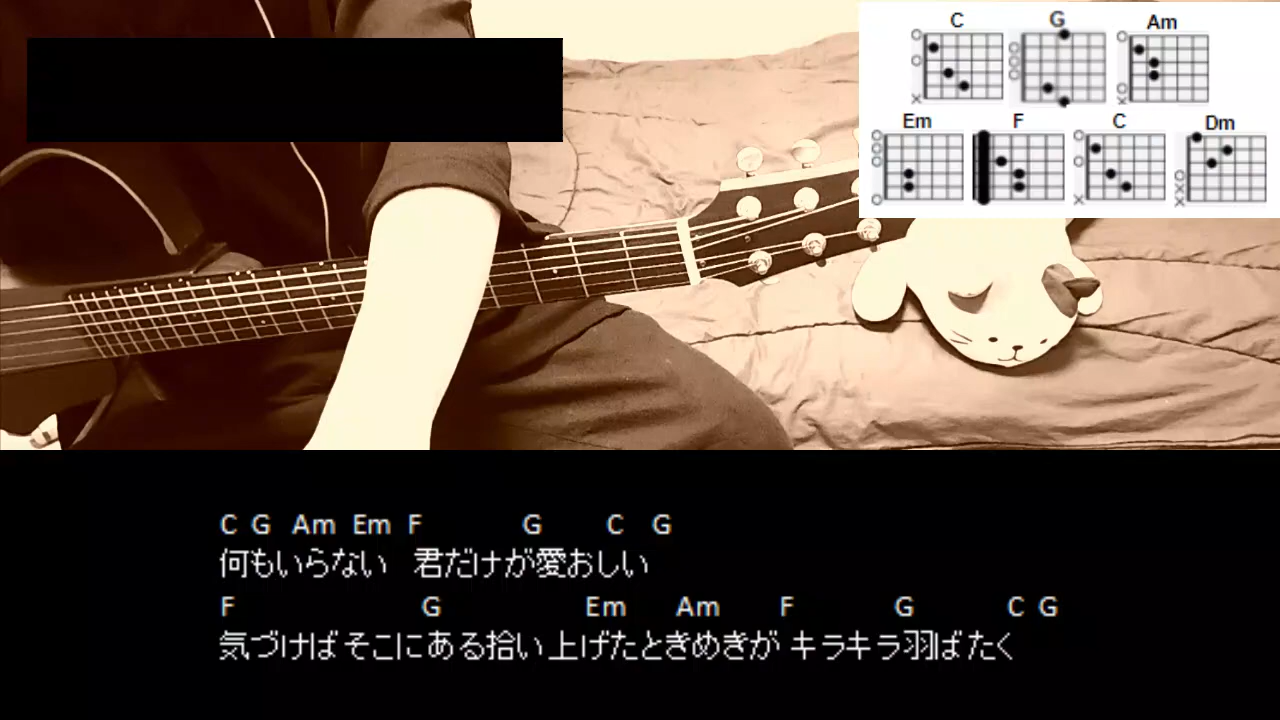 C G Am
Em F C Dm
C G Am Em F G C G
何もいらない 君だけが愛おしい
F G Em Am F G C G
気づけばそこにある拾い上げたときめきが キラキラ羽ばたく